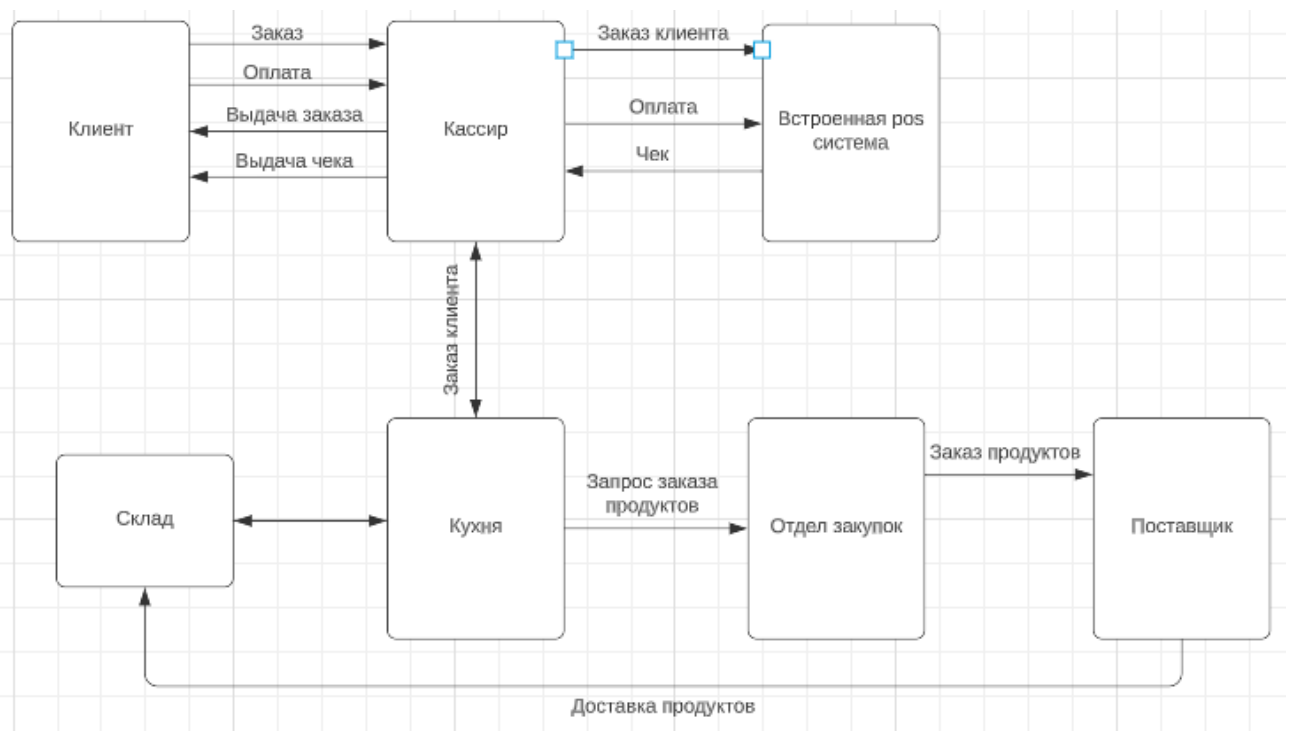 Заказ
Заказ клиента
Оплата
Выдача заказа
Оплата
Клиент
Кассир
Встроенная pos
система
Выдача чека
Чек
Заказ клиента
Заказ продуктов
Запрос заказа
продуктов
Склад
Кухня
Отдел закупок
Поставщик
Доставка продуктов